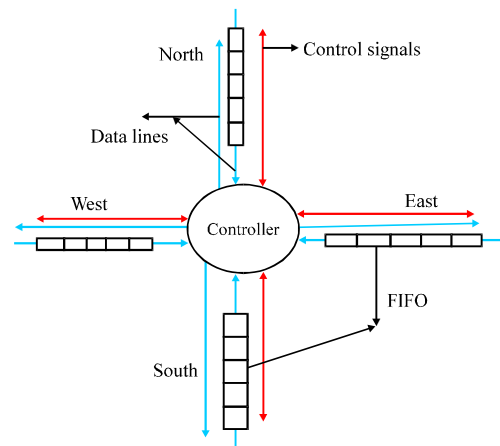 North
Control signals
Data lines
West
East
Controller
FIFO
South